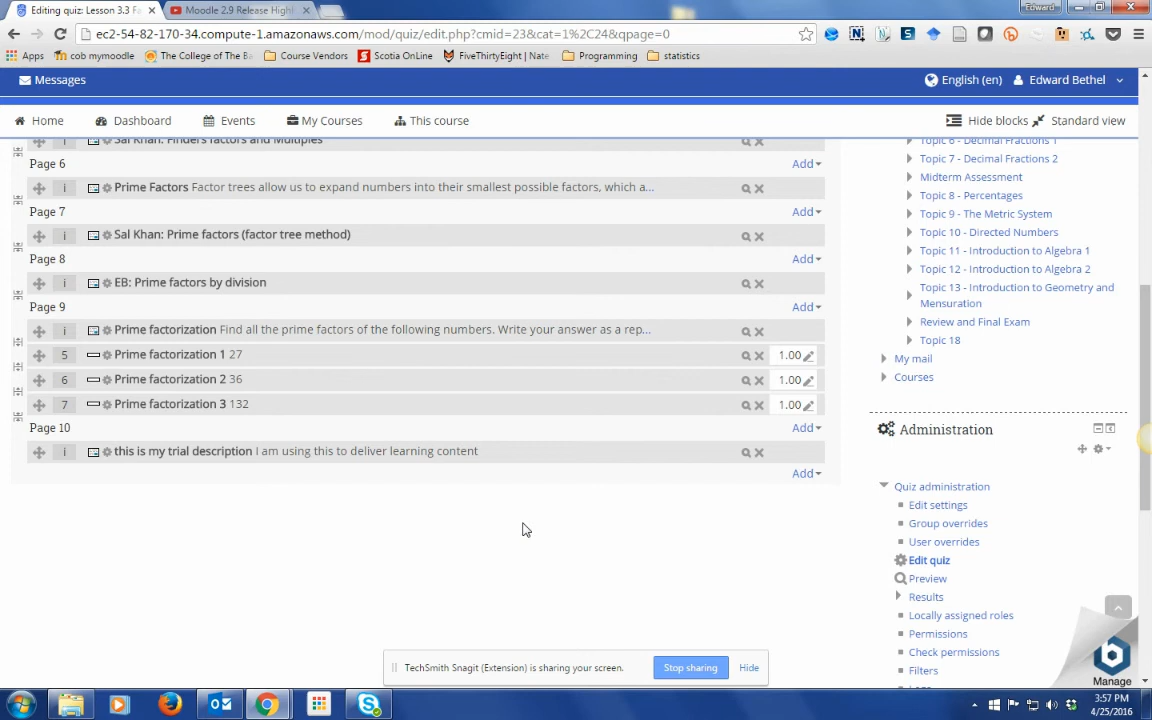 Editing quiz: Lesson 3.3 Fa
Moodle 2.9 Release Highl
Edward
ec2-54-82-170-34.compute-1.amazonaws.com/mod/quiz/edit.php?cmid=23&cat=1%2C24&qpage=0
Apps cob mymoodle The College of The Ba Course Vendors Scotia OnLine FiveThirtyEight | Nate Programming statistics
Messages
English (en) Edward Bethel
Home Dashboard Events My Courses This course
Hide blocks Standard view
Sal Khan: Finders factors and Multiples
Page 6 Add
i Prime Factors Factor trees allow us to expand numbers into their smallest possible factors, which a...
Page 7 Add
i Sal Khan: Prime factors (factor tree method)
Page 8 Add
i EB: Prime factors by division
Page 9 Add
i Prime factorization Find all the prime factors of the following numbers. Write your answer as a rep...
5 Prime factorization 1 27 1.00
6 Prime factorization 2 36 1.00
7 Prime factorization 3 132 1.00
Page 10 Add
i this is my trial description I am using this to deliver learning content
Add
Topic 6 - Decimal Fractions 1
Topic 7 - Decimal Fractions 2
Midterm Assessment
Topic 8 - Percentages
Topic 9 - The Metric System
Topic 10 - Directed Numbers
Topic 11 - Introduction to Algebra 1
Topic 12 - Introduction to Algebra 2
Topic 13 - Introduction to Geometry and
Mensuration
Review and Final Exam
Topic 18
My mail
Courses
Administration
Quiz administration
Edit settings
Group overrides
User overrides
Edit quiz
Preview
Results
Locally assigned roles
Permissions
Check permissions
Filters
Manage
TechSmith Snagit (Extension) is sharing your screen. Stop sharing Hide
3:57 PM
4/25/2016